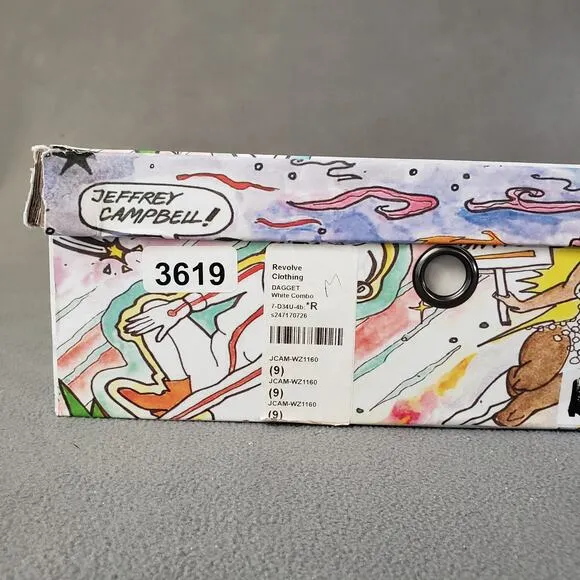 JEFFREY
CAMPBELL!
3619
Revolve
Clothing
DAGGET
White Combo
7-D34U-4b:*R
s247170726
M
JCAM-WZ1160
(9)
JCAM-WZ1160
(9)
JCAM-WZ1160
(9)